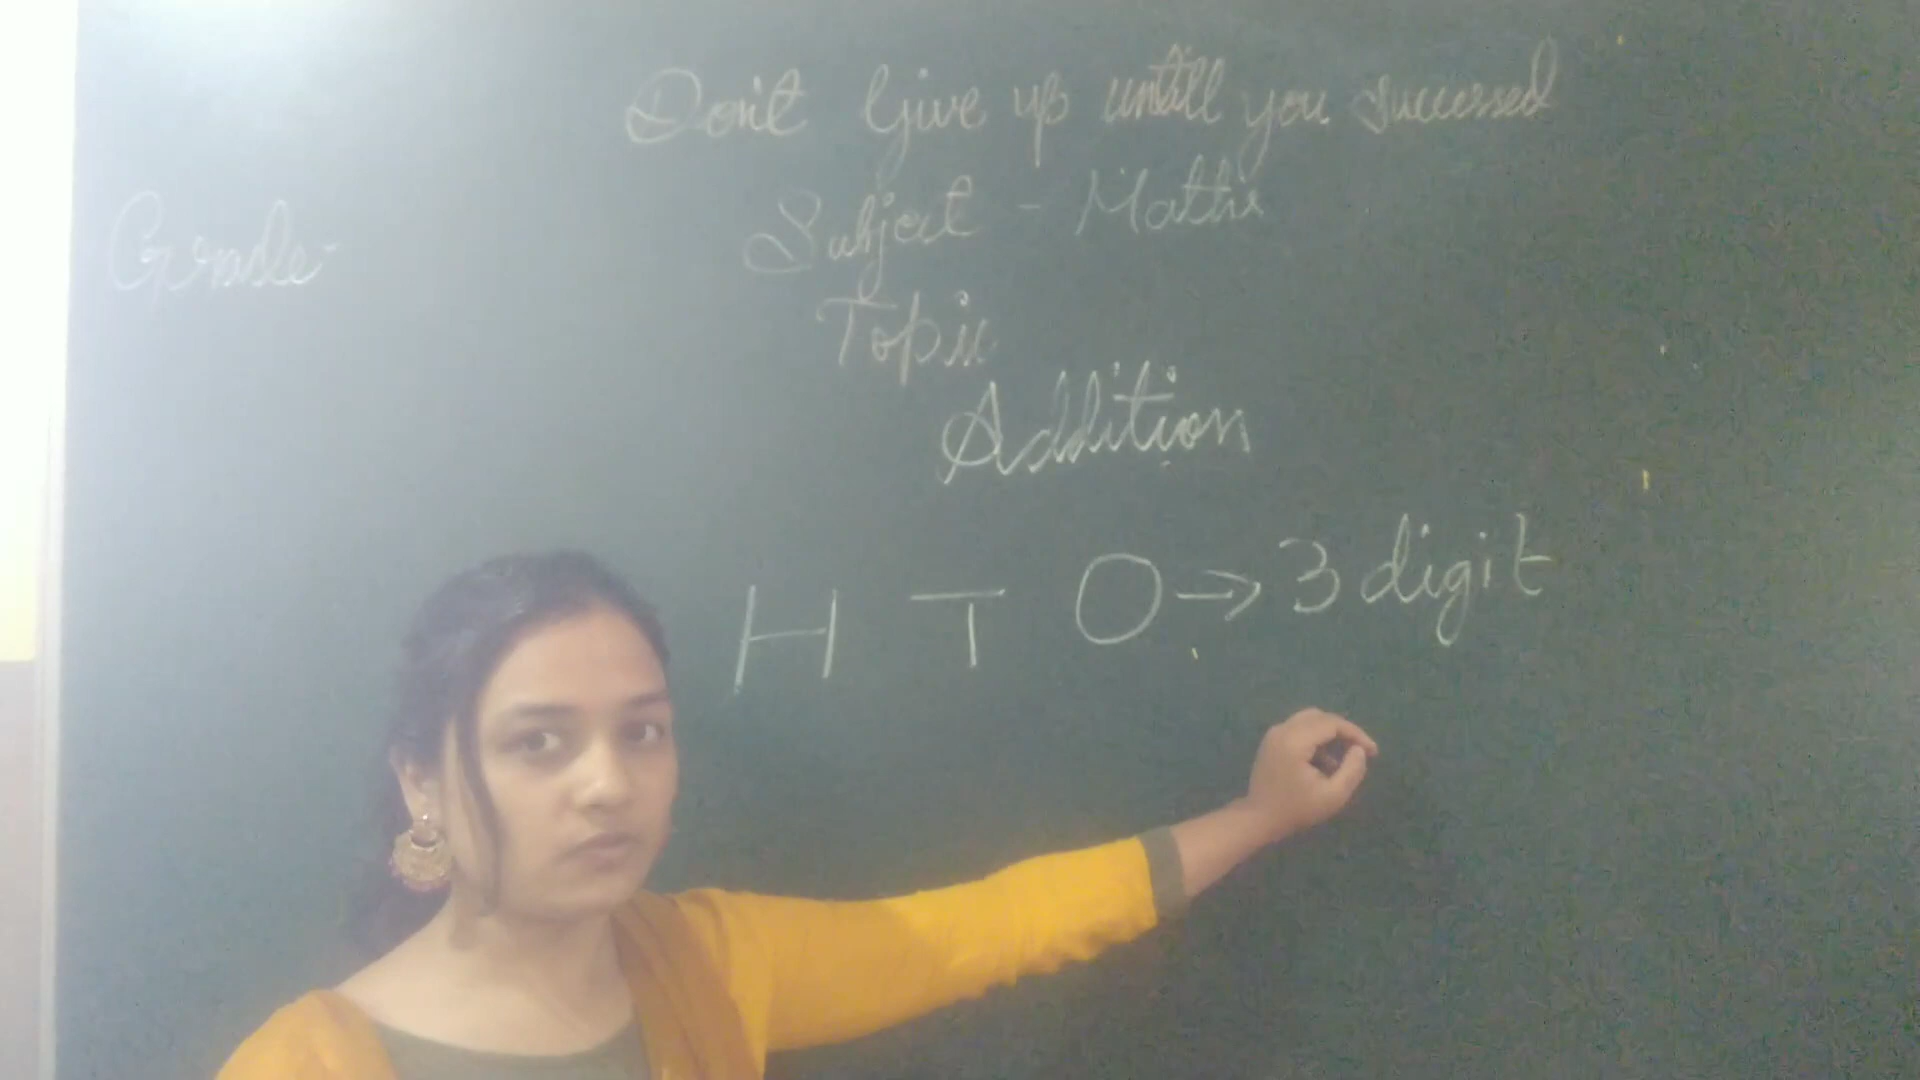 Don't Give up untill you successed
Subject - Maths
Grade-
Topic
Addition
H T O → 3 digit